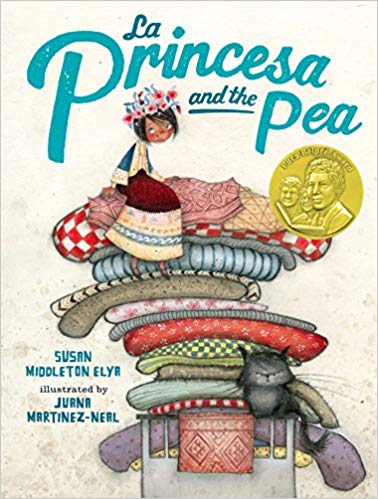 La
Princesa
and the
Pea
Pura Belpré Award
SUSAN
MIDDLETON ELYA
illustrated by
JUANA
MARTINEZ-NEAL